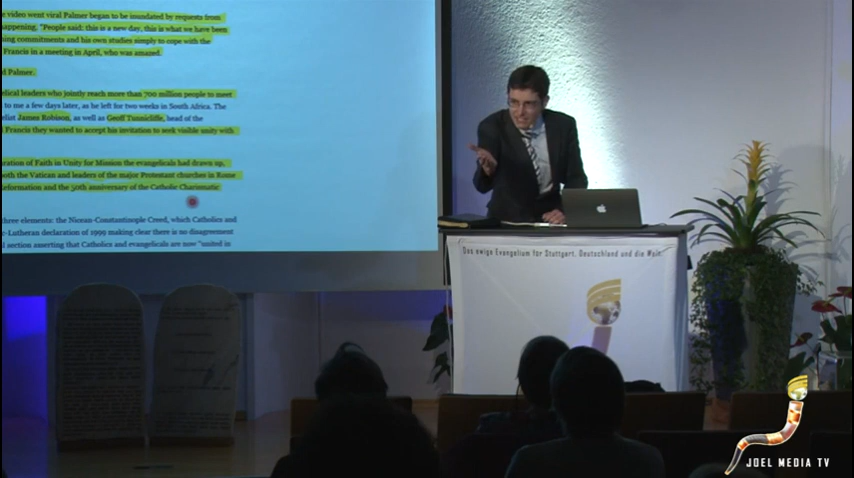 e video went viral Palmer began to be inundated by requests from
happening. "People said: this is a new day, this is what we have been
ning commitments and his own studies simply to cope with the
Francis in a meeting in April, who was amazed.
d Palmer.
elical leaders who jointly reach more than 700 million people to meet
to me a few days later, as he left for two weeks in South Africa. The
elist James Robison, as well as Geoff Tunnicliffe, head of the
Francis they wanted to accept his invitation to seek visible unity with
uration of Faith in Unity for Mission the evangelicals had drawn up,
with the Vatican and leaders of the major Protestant churches in Rome
Reformation and the 50th anniversary of the Catholic Charismatic
three elements: the Nicean-Constantinople Creed, which Catholics and
c-Lutheran declaration of 1999 making clear there is no disagreement
l section asserting that Catholics and evangelicals are now "united in
Das ewige Evangelium für Stuttgart, Deutschland und die Welt.
JOEL MEDIA TV